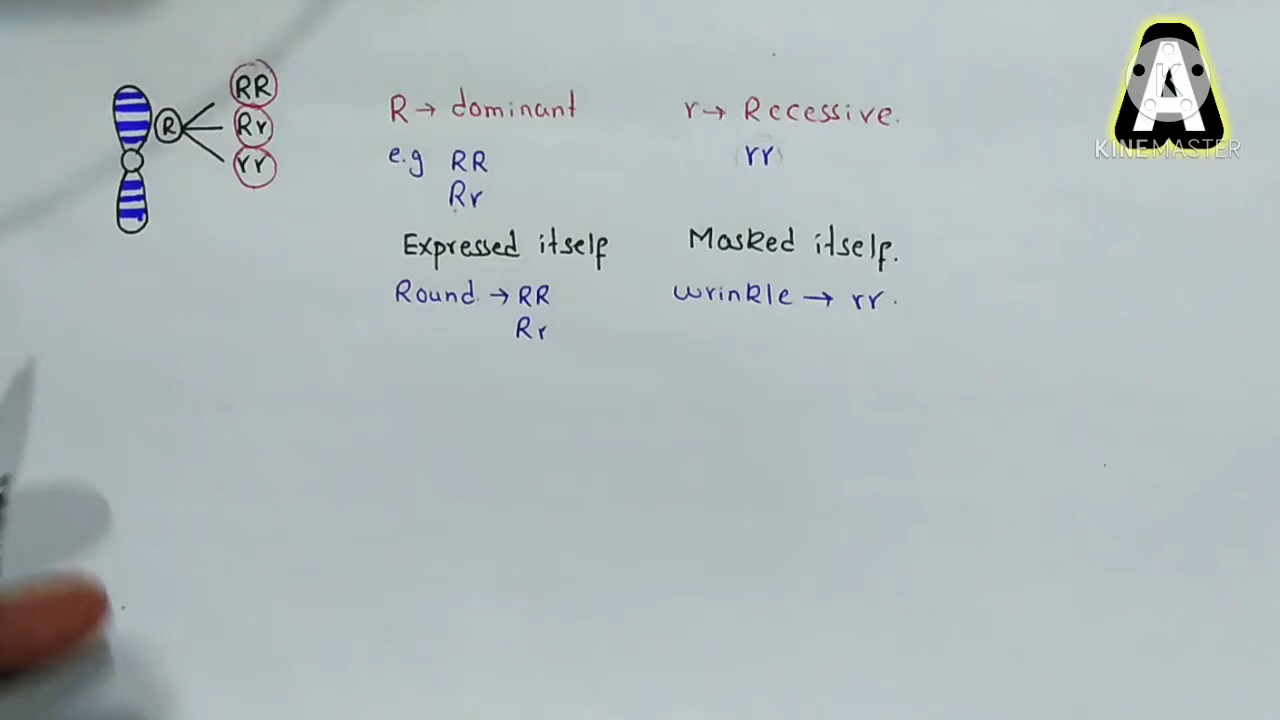 RR
R
Rr
rr
R → dominant
e.g RR
Rr
Expressed itself
Round → RR
Rr
r → Recessive.
rr
Masked itself.
wrinkle → rr.
A
K
KINEMASTER